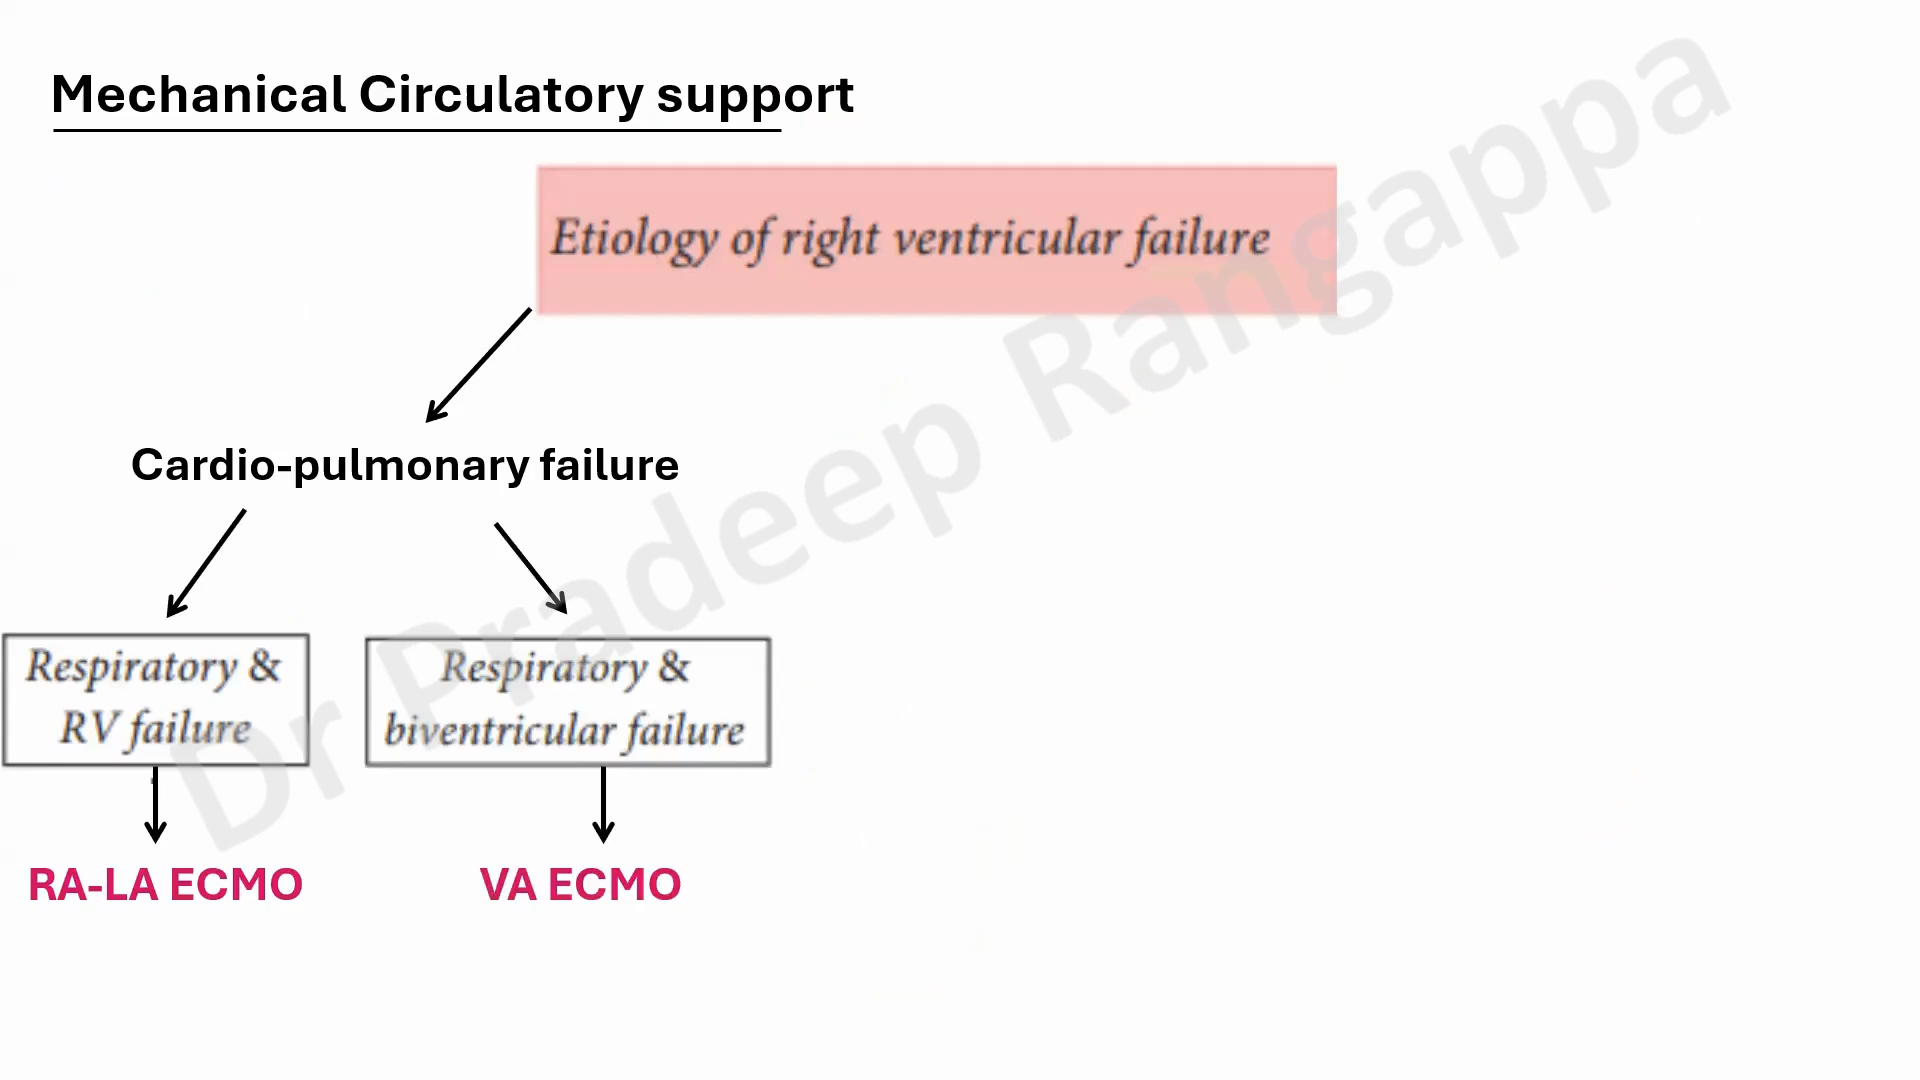 Mechanical Circulatory support
Etiology of right ventricular failure
Cardio-pulmonary failure
Respiratory &
RV failure
Respiratory &
biventricular failure
RA-LA ECMO
VA ECMO
Dr Pradeep Rangappa